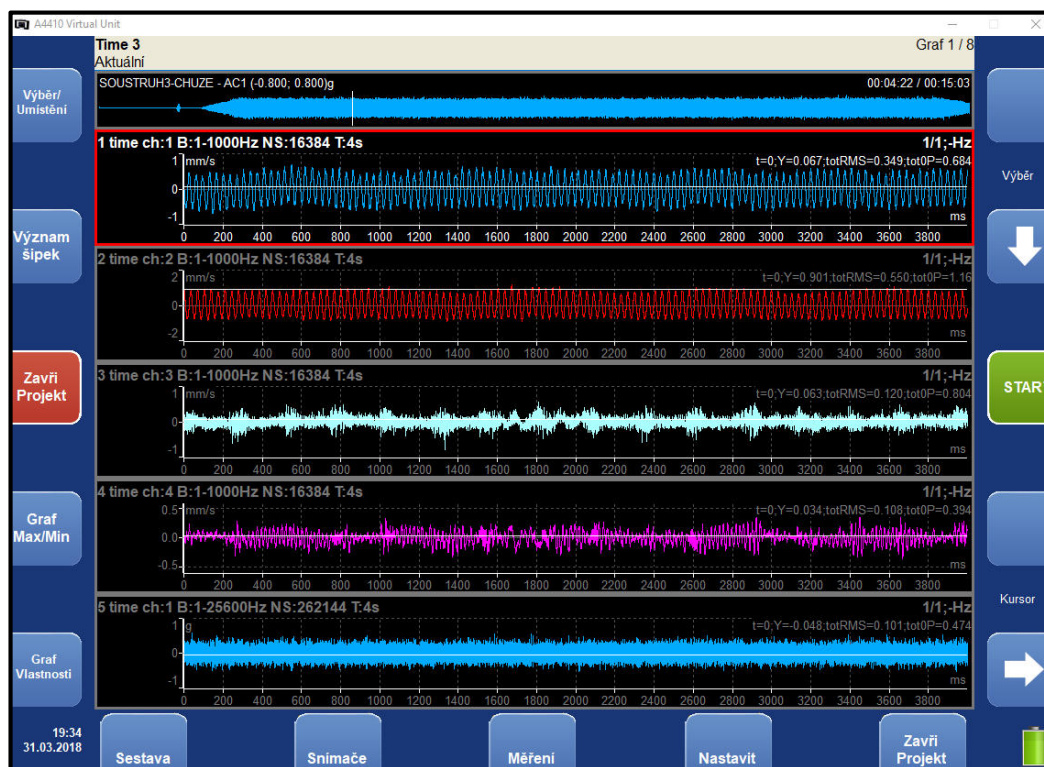 A4410 Virtual Unit
Time 3
Graf 1 / 8
Aktuální
SOUSTRUH3-CHUZE - AC1 (-0.800; 0.800)g
00:04:22 / 00:15:03
1 time ch:1 B:1-1000Hz NS:16384 T:4s
1/1;-Hz
1 mm/s
t=0;Y=0.067;totRMS=0.349;tot0P=0.684
0
-1
ms
0 200 400 600 800 1000 1200 1400 1600 1800 2000 2200 2400 2600 2800 3000 3200 3400 3600 3800
2 time ch:2 B:1-1000Hz NS:16384 T:4s
1/1;-Hz
2 mm/s
t=0;Y=0.901;totRMS=0.550;tot0P=1.16
0
-2
ms
0 200 400 600 800 1000 1200 1400 1600 1800 2000 2200 2400 2600 2800 3000 3200 3400 3600 3800
3 time ch:3 B:1-1000Hz NS:16384 T:4s
1/1;-Hz
1 mm/s
t=0;Y=0.063;totRMS=0.120;tot0P=0.804
0
-1
ms
0 200 400 600 800 1000 1200 1400 1600 1800 2000 2200 2400 2600 2800 3000 3200 3400 3600 3800
4 time ch:4 B:1-1000Hz NS:16384 T:4s
1/1;-Hz
0.5 mm/s
t=0;Y=0.034;totRMS=0.108;tot0P=0.394
0.0
-0.5
ms
0 200 400 600 800 1000 1200 1400 1600 1800 2000 2200 2400 2600 2800 3000 3200 3400 3600 3800
5 time ch:1 B:1-25600Hz NS:262144 T:4s
1/1;-Hz
1 g
t=0;Y=-0.048;totRMS=0.101;tot0P=0.474
0
-1
ms
0 200 400 600 800 1000 1200 1400 1600 1800 2000 2200 2400 2600 2800 3000 3200 3400 3600 3800
Výběr/
Umístění
Význam
šipek
Zavři
Projekt
Graf
Max/Min
Graf
Vlastnosti
19:34
31.03.2018
Výběr
START
Kursor
Sestava
Snímače
Měření
Nastavit
Zavři
Projekt